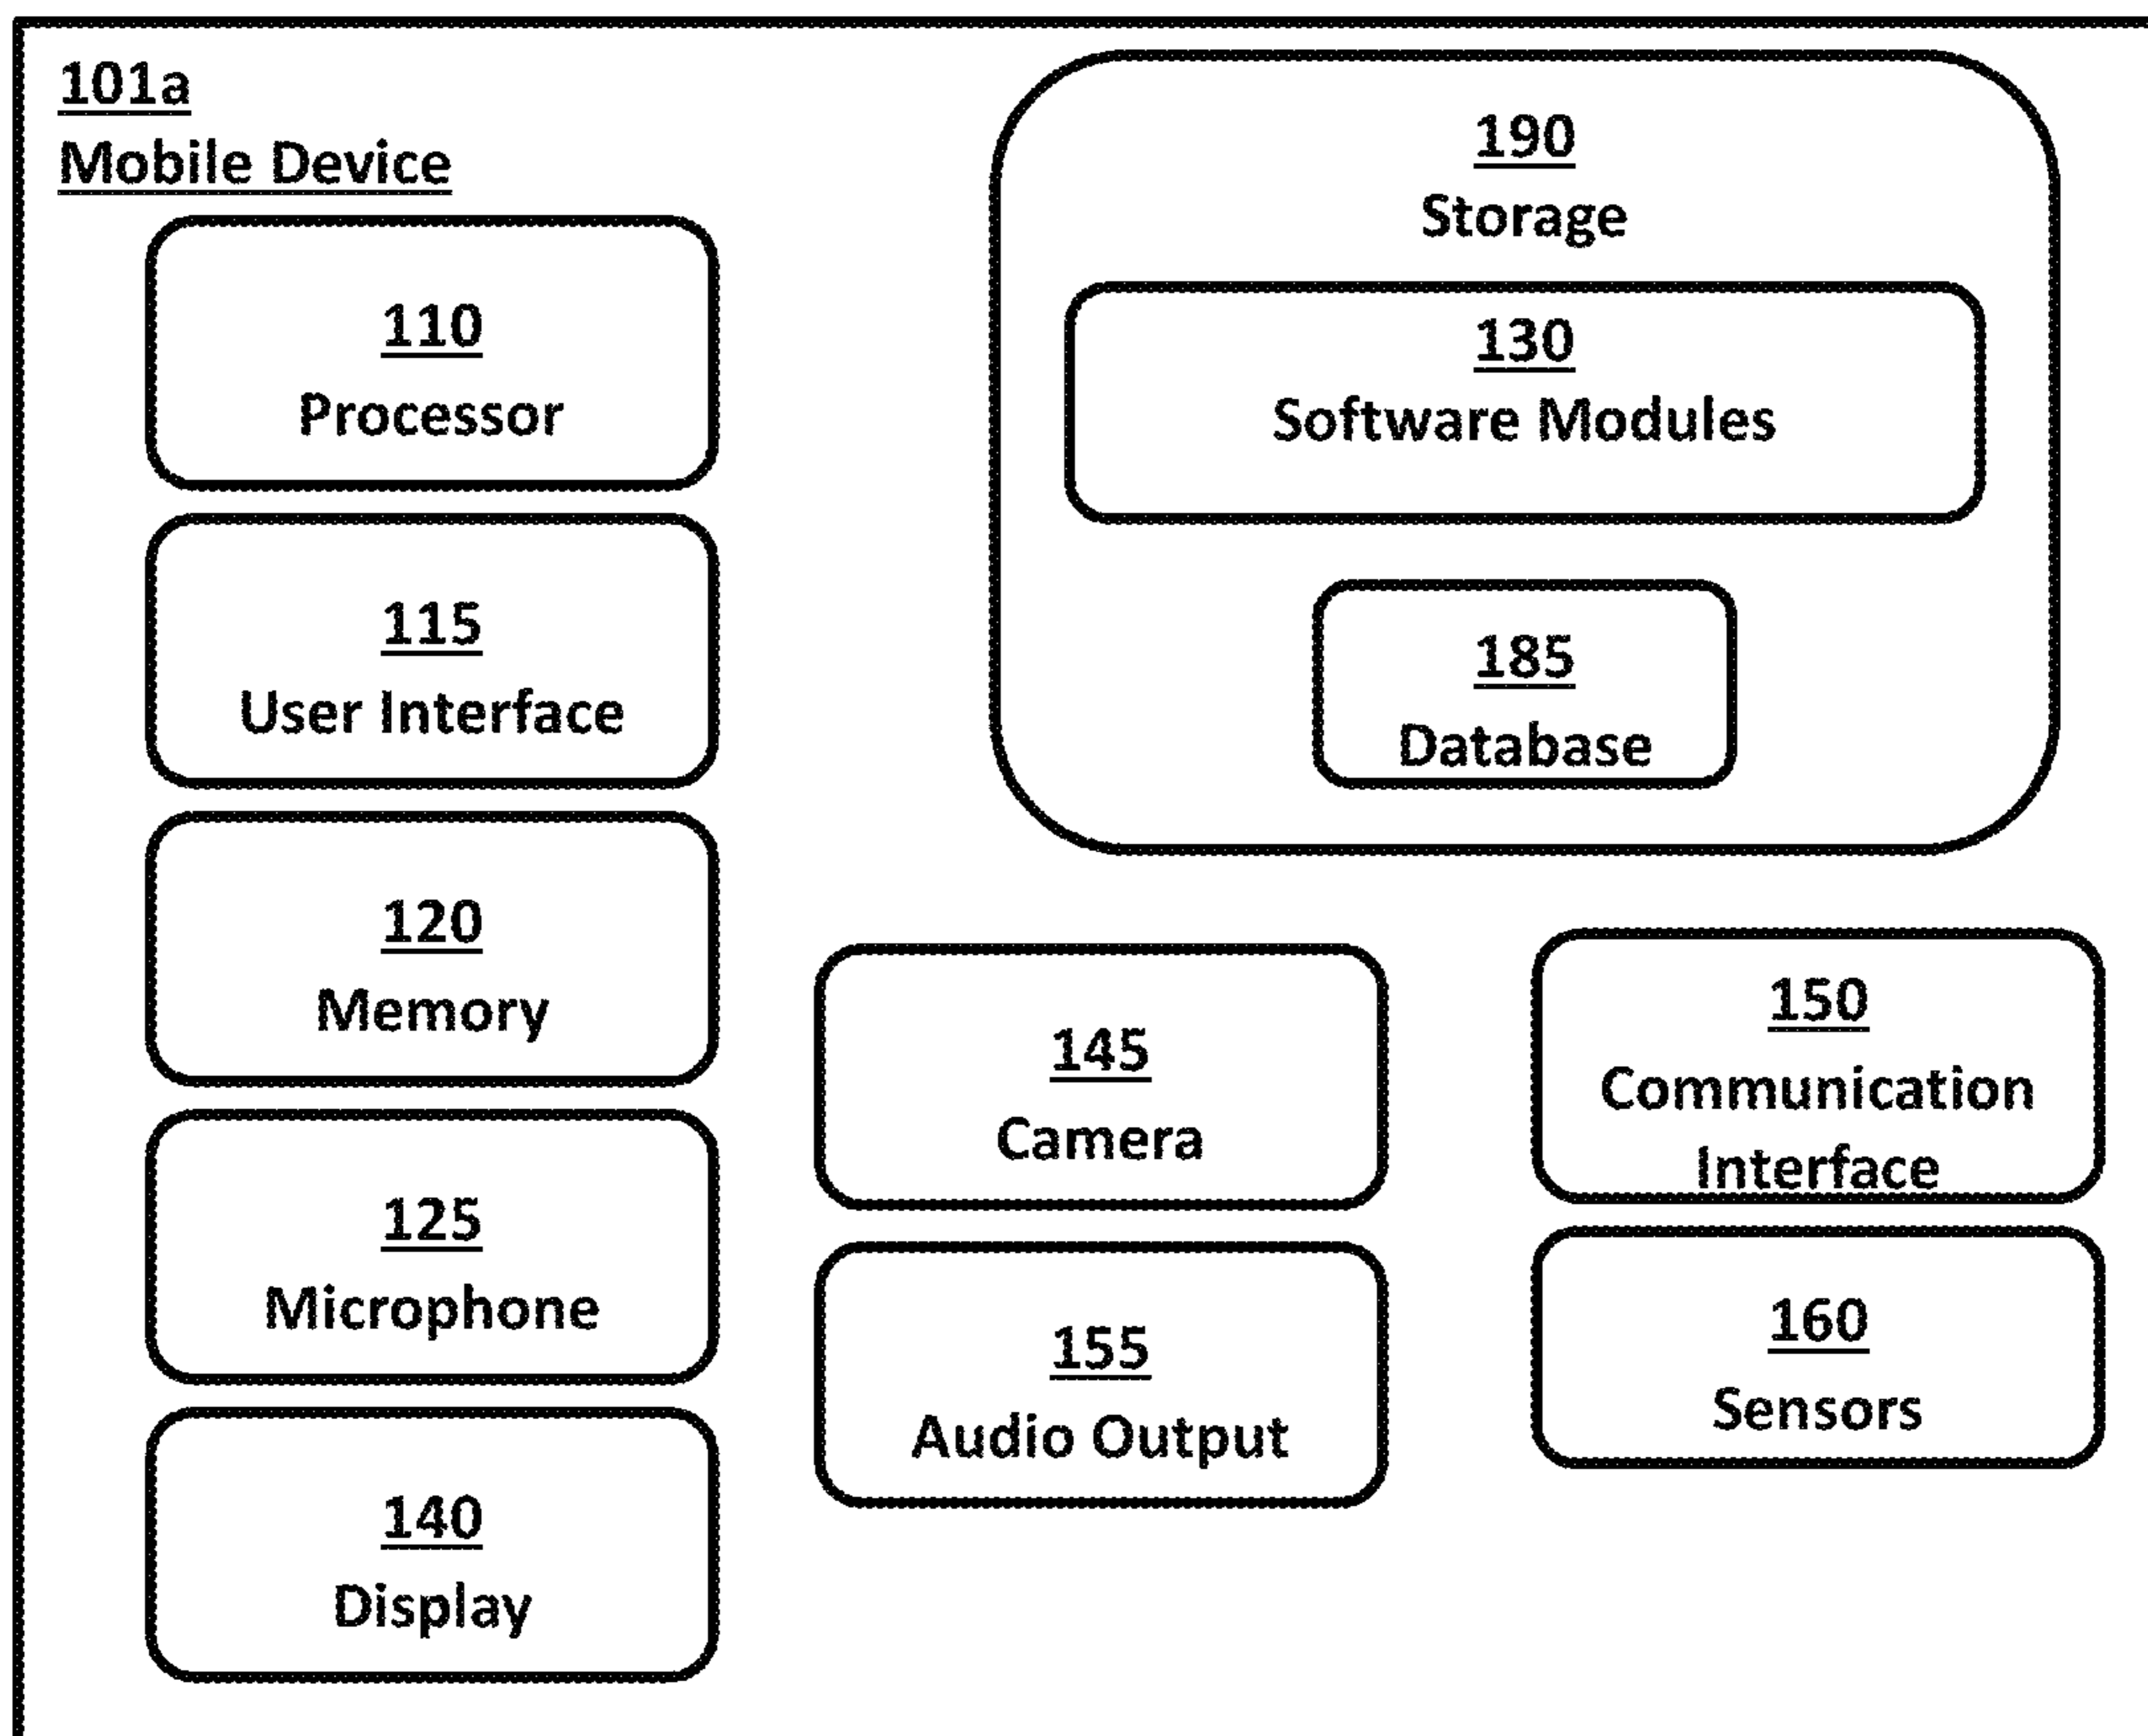 101a
Mobile Device
110
Processor
115
User Interface
120
Memory
125
Microphone
140
Display
190
Storage
130
Software Modules
185
Database
145
Camera
155
Audio Output
150
Communication
Interface
160
Sensors